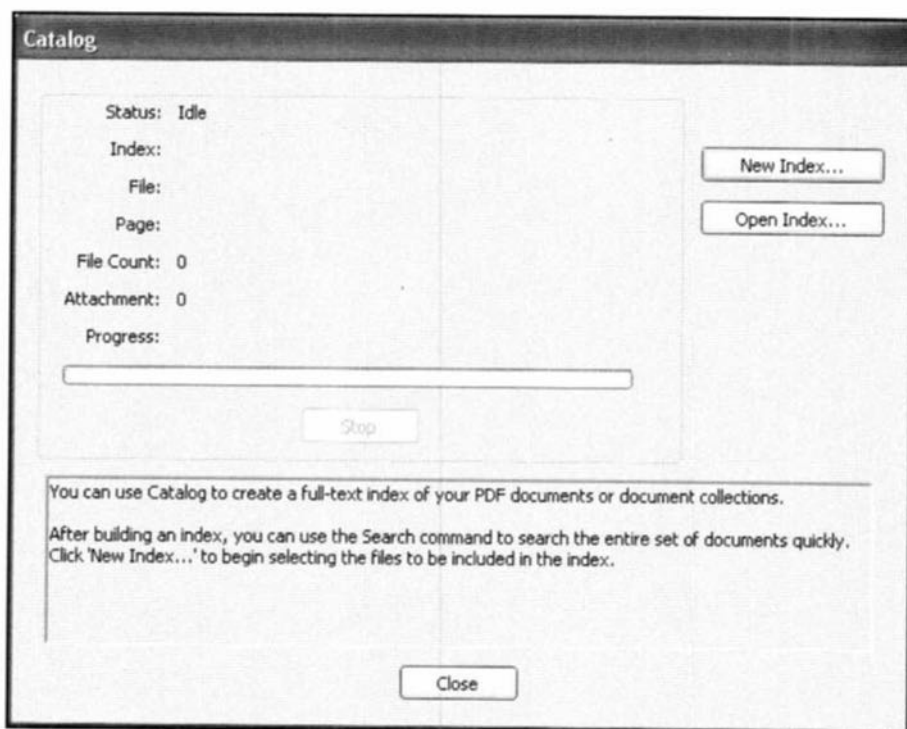 Catalog
Status: Idle
Index:
File:
Page:
File Count: 0
Attachment: 0
Progress:
Stop
New Index...
Open Index...
You can use Catalog to create a full-text index of your PDF documents or document collections.
After building an index, you can use the Search command to search the entire set of documents quickly.
Click 'New Index...' to begin selecting the files to be included in the index.
Close